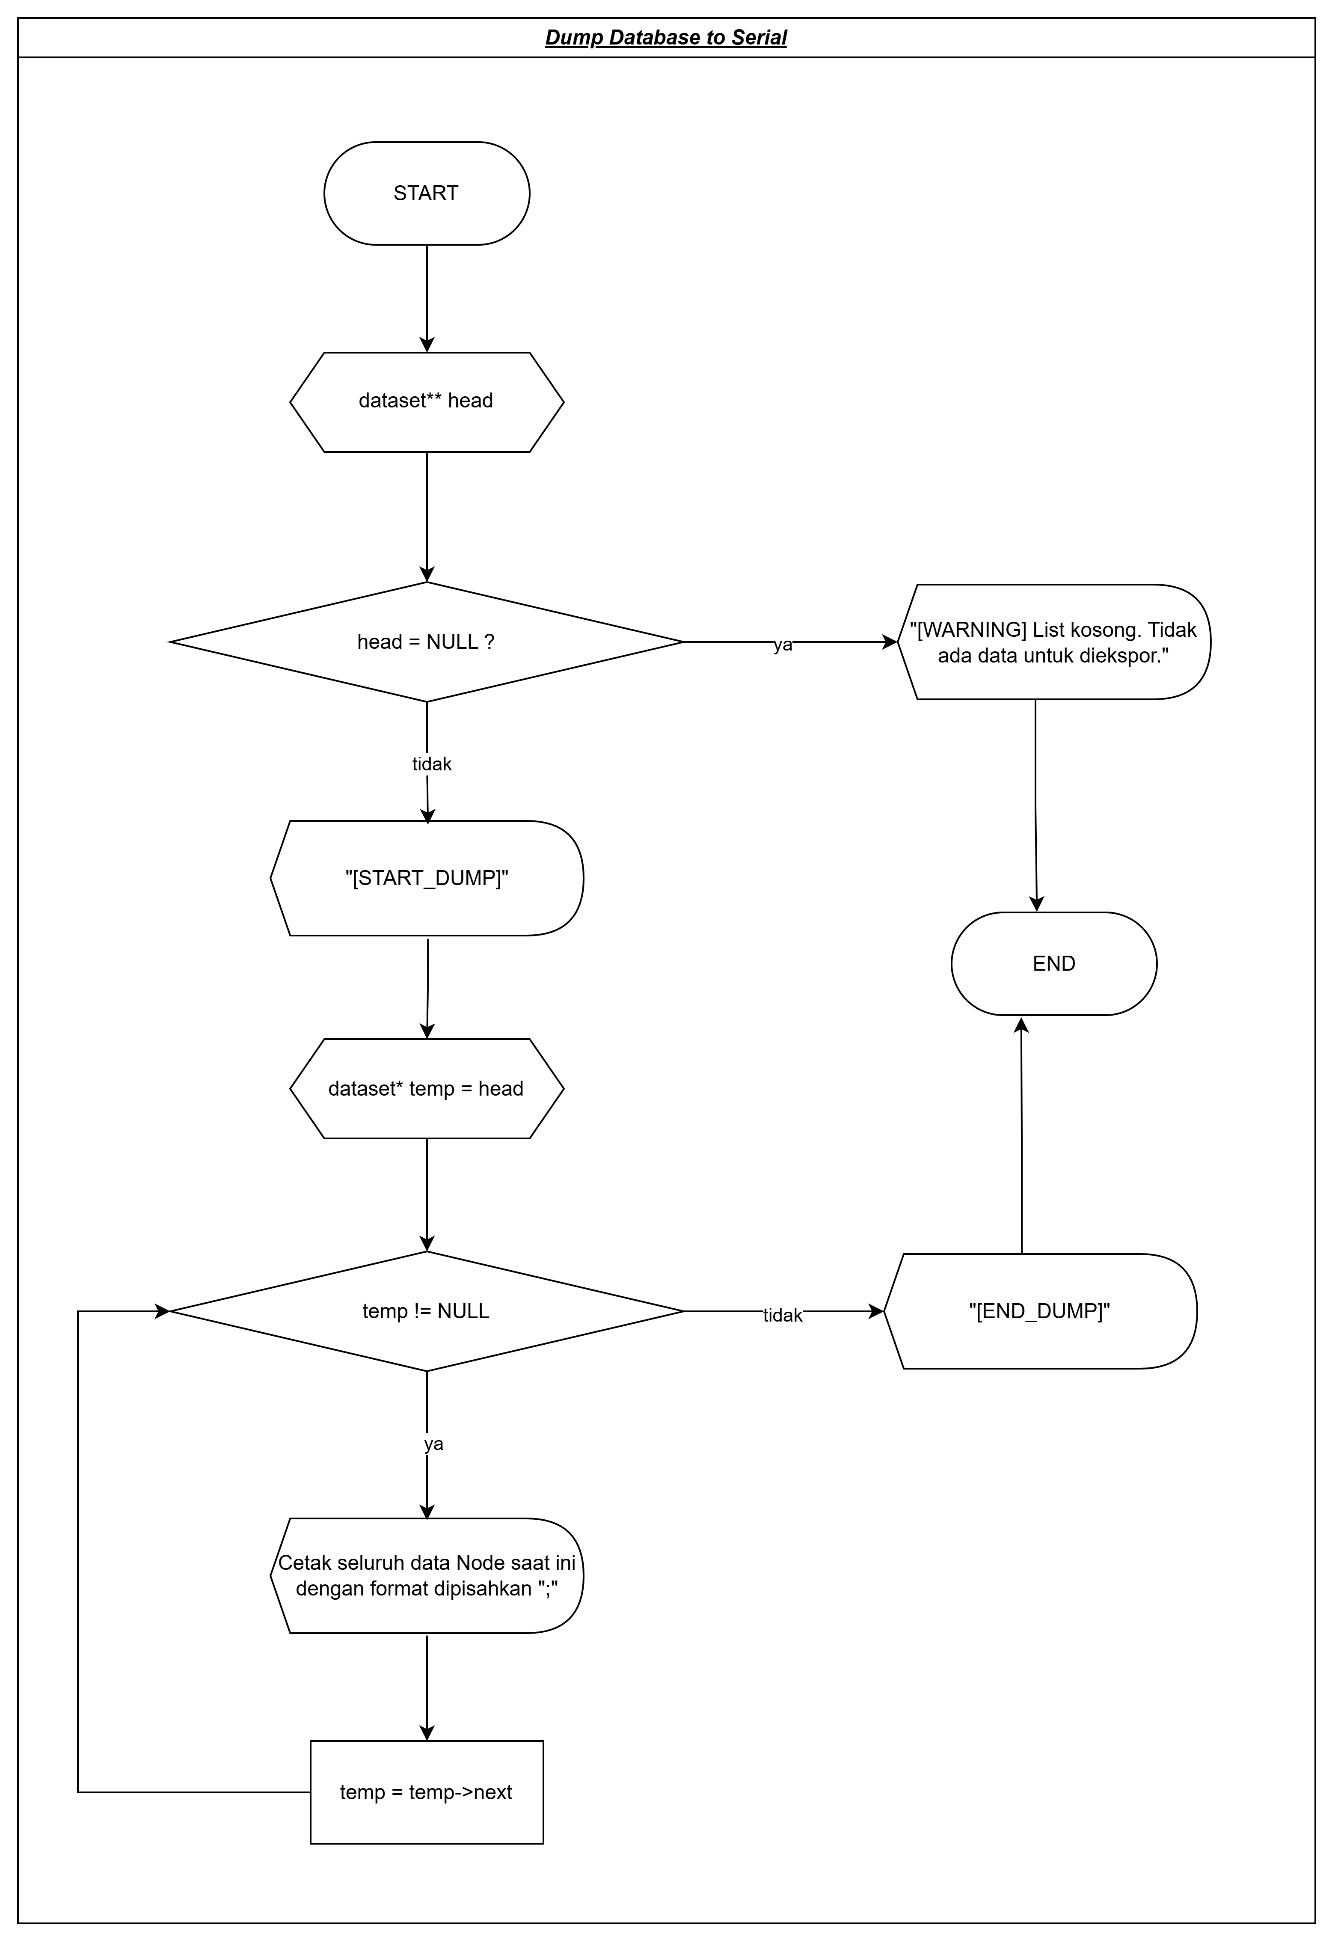 Dump Database to Serial
START
dataset** head
head = NULL ?
ya
"[WARNING] List kosong. Tidak
ada data untuk diekspor."
tidak
"[START_DUMP]"
END
dataset* temp = head
temp != NULL
tidak
"[END_DUMP]"
ya
Cetak seluruh data Node saat ini
dengan format dipisahkan ";"
temp = temp->next